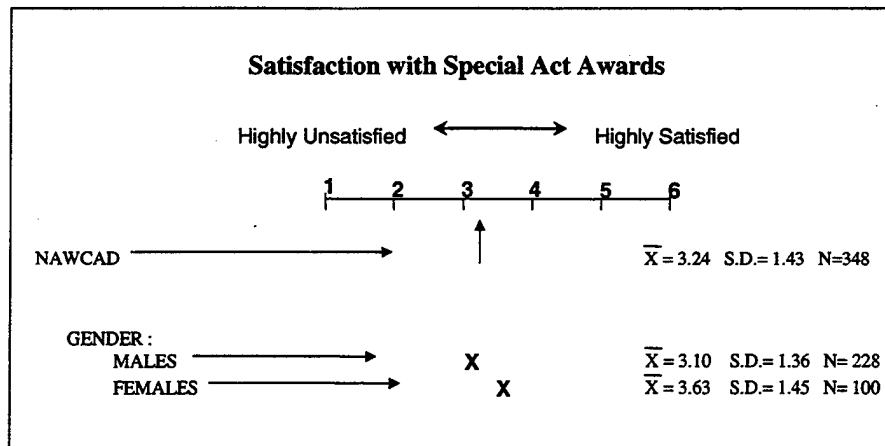 Satisfaction with Special Act Awards
Highly Unsatisfied Highly Satisfied
1 2 3 4 5 6
NAWCAD X̄ = 3.24 S.D.= 1.43 N=348
GENDER :
MALES X X̄ = 3.10 S.D.= 1.36 N= 228
FEMALES X X̄ = 3.63 S.D.= 1.45 N= 100